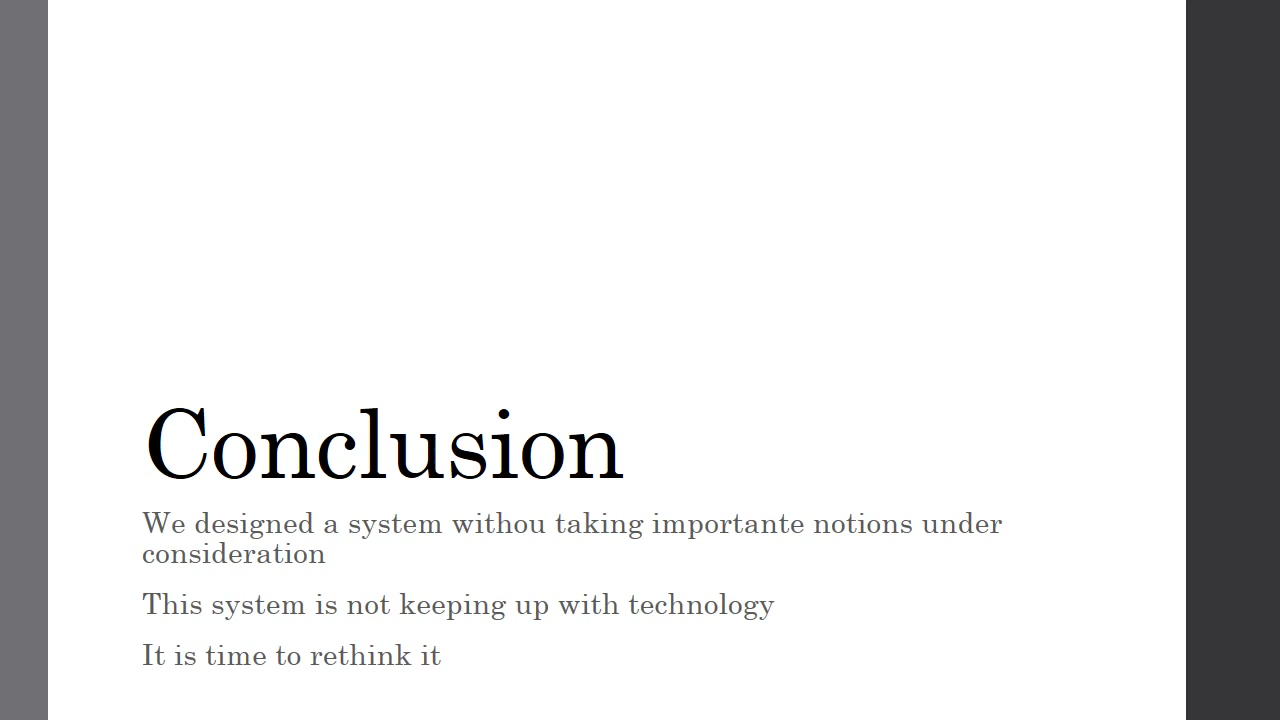 Conclusion
We designed a system withou taking importante notions under
consideration
This system is not keeping up with technology
It is time to rethink it